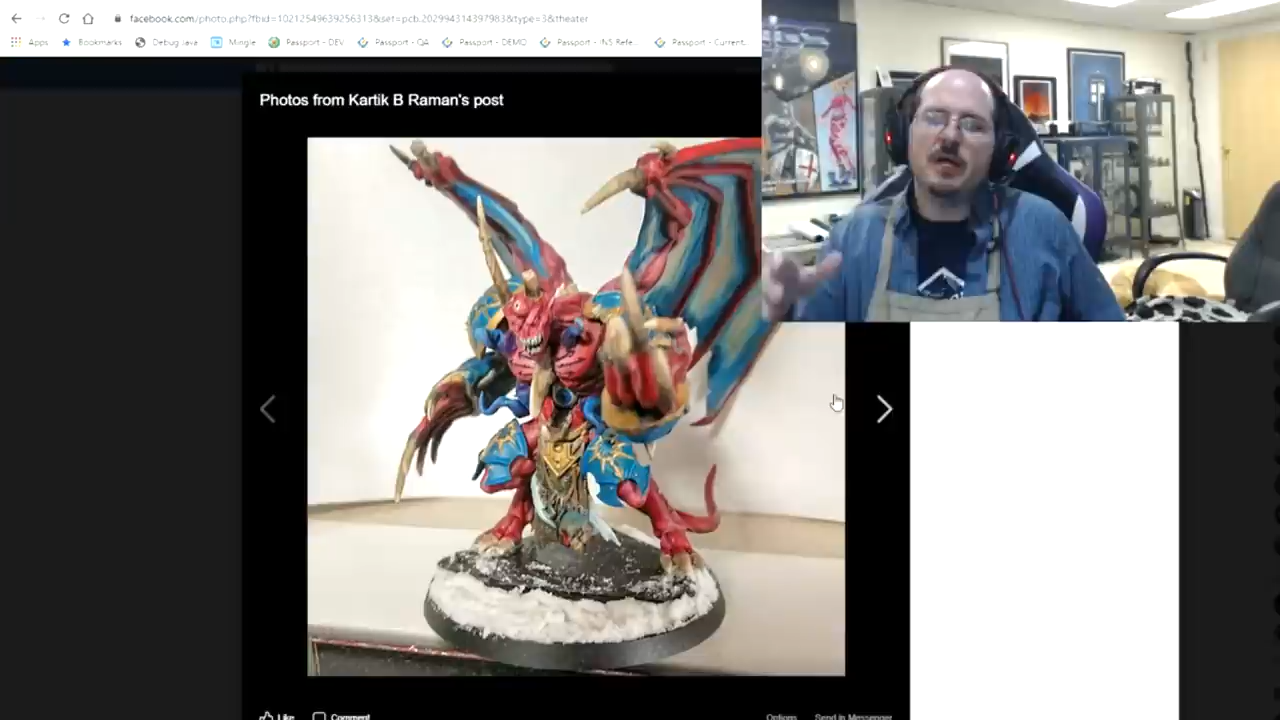 facebook.com/photo.php?fbid=10212549639256313&set=pcb.2029943143979836&type=3&theater
Apps Bookmarks Debug Java Mingle Passport - DEV Passport - QA Passport - DEMO Passport - INS Refe... Passport - Current...
Photos from Kartik B Raman's post
Like Comment Options Send in Messenger